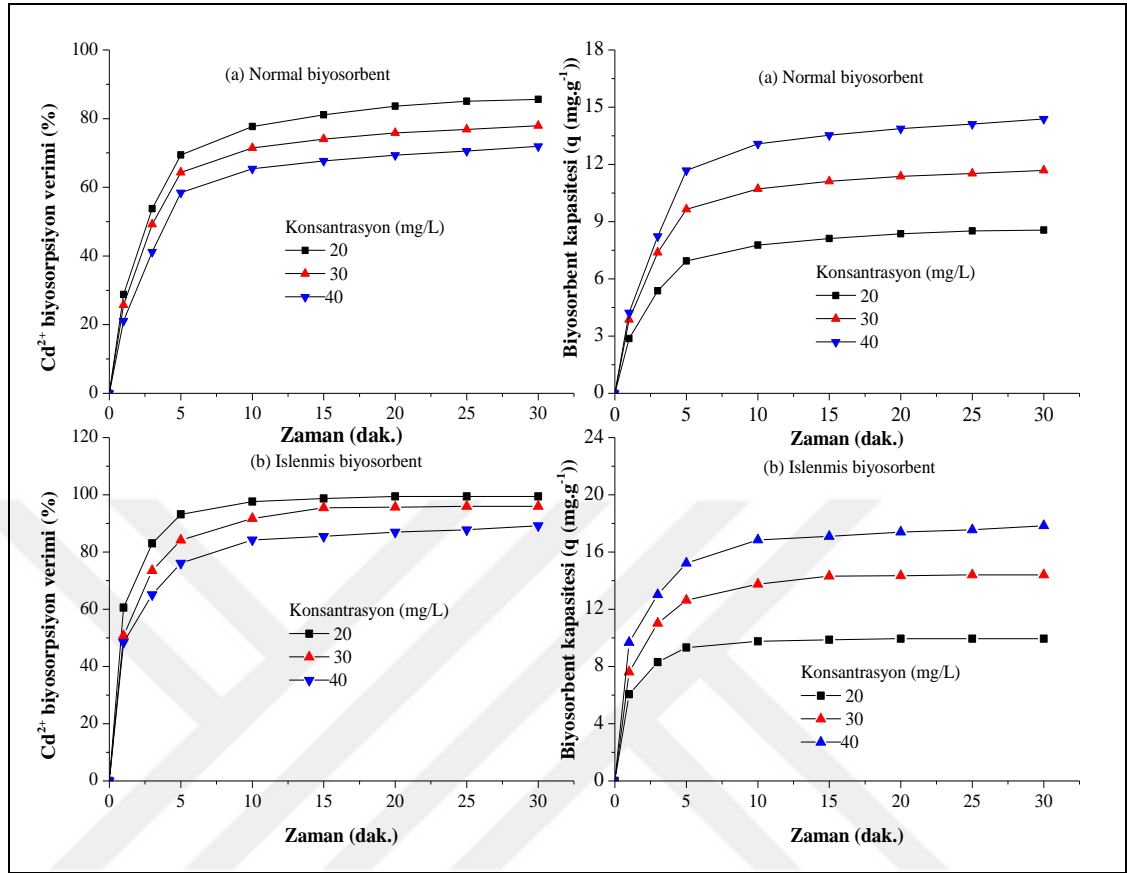 100
80
60
40
20
0
Cd²⁺ biyosorpsiyon verimi (%)
(a) Normal biyosorbent
Konsantrasyon (mg/L)
20
30
40
0 5 10 15 20 25 30
Zaman (dak.)
18
15
12
9
6
3
0
Biyosorbent kapasitesi (q (mg.g⁻¹))
(a) Normal biyosorbent
Konsantrasyon (mg/L)
20
30
40
0 5 10 15 20 25 30
Zaman (dak.)
120
100
80
60
40
20
0
Cd²⁺ biyosorpsiyon verimi (%)
(b) Islenmis biyosorbent
Konsantrasyon (mg/L)
20
30
40
0 5 10 15 20 25 30
Zaman (dak.)
24
20
16
12
8
4
0
Biyosorbent kapasitesi (q (mg.g⁻¹))
(b) Islenmis biyosorbent
Konsantrasyon (mg/L)
20
30
40
0 5 10 15 20 25 30
Zaman (dak.)